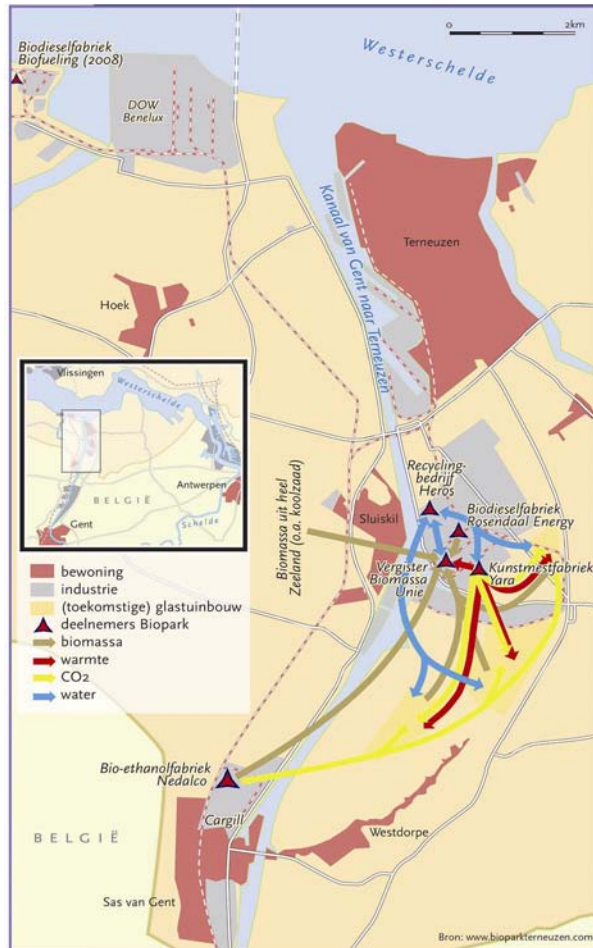 Biodieselfabriek
Biofueling (2008)
0 2km
Westerschelde
DOW
Benelux
Kanaal van Gent naar Terneuzen
Terneuzen
Hoek
Vlissingen
Westerschelde
BELGIË
Antwerpen
Schelde
Gent
Biomassa uit heel
Zeeland (o.a. koolzaad)
Sluiskil
Recycling-
bedrijf
Heros
Biodieselfabriek
Rosendaal Energy
Vergister
Biomassa
Unie
Kunstmestfabriek
Yara
bewoning
industrie
(toekomstige) glastuinbouw
deelnemers Biopark
biomassa
warmte
CO2
water
Bio-ethanolfabriek
Nedalco
Cargill
Westdorpe
BELGIË
Sas van Gent
Bron: www.bioparkterneuzen.com